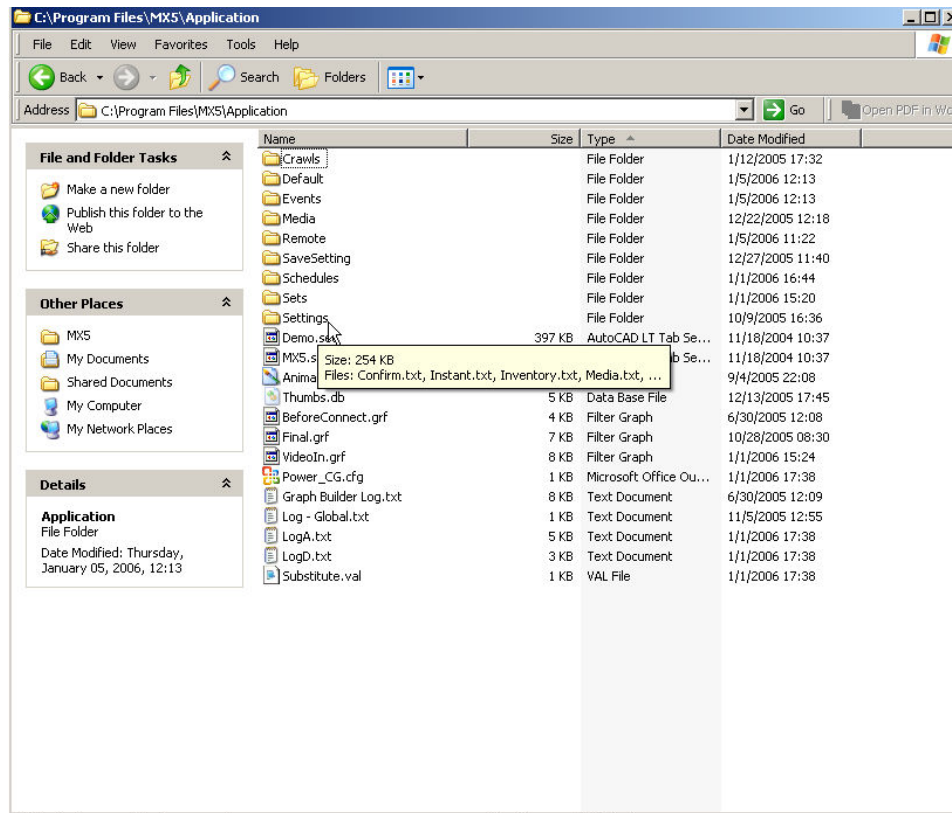 C:\Program Files\MX5\Application
File Edit View Favorites Tools Help
Back Search Folders
Address C:\Program Files\MX5\Application Go Open PDF in
File and Folder Tasks
Make a new folder
Publish this folder to the
Web
Share this folder
Other Places
MX5
My Documents
Shared Documents
My Computer
My Network Places
Details
Application
File Folder
Date Modified: Thursday,
January 05, 2006, 12:13
Name Size Type Date Modified
Crawls File Folder 1/12/2005 17:32
Default File Folder 1/5/2006 12:13
Events File Folder 1/5/2006 12:13
Media File Folder 12/22/2005 12:18
Remote File Folder 1/5/2006 11:22
SaveSetting File Folder 12/27/2005 11:40
Schedules File Folder 1/1/2006 16:44
Sets File Folder 1/1/2006 15:20
Settings File Folder 10/9/2005 16:36
397 KB AutoCAD LT Tab Se... 11/18/2004 10:37
11/18/2004 10:37
Size: 254 KB
Files: Confirm.txt, Instant.txt, Inventory.txt, Media.txt, ...
9/4/2005 22:08
Thumbs.db 5 KB Data Base File 12/13/2005 17:45
BeforeConnect.grf 4 KB Filter Graph 6/30/2005 12:08
Final.grf 7 KB Filter Graph 10/28/2005 08:30
VideoIn.grf 8 KB Filter Graph 1/1/2006 15:24
Power_CG.cfg 1 KB Microsoft Office Ou... 1/1/2006 17:38
Graph Builder Log.txt 8 KB Text Document 6/30/2005 12:09
Log - Global.txt 1 KB Text Document 11/5/2005 12:55
LogA.txt 5 KB Text Document 1/1/2006 17:38
LogD.txt 3 KB Text Document 1/1/2006 17:38
Substitute.val 1 KB VAL File 1/1/2006 17:38